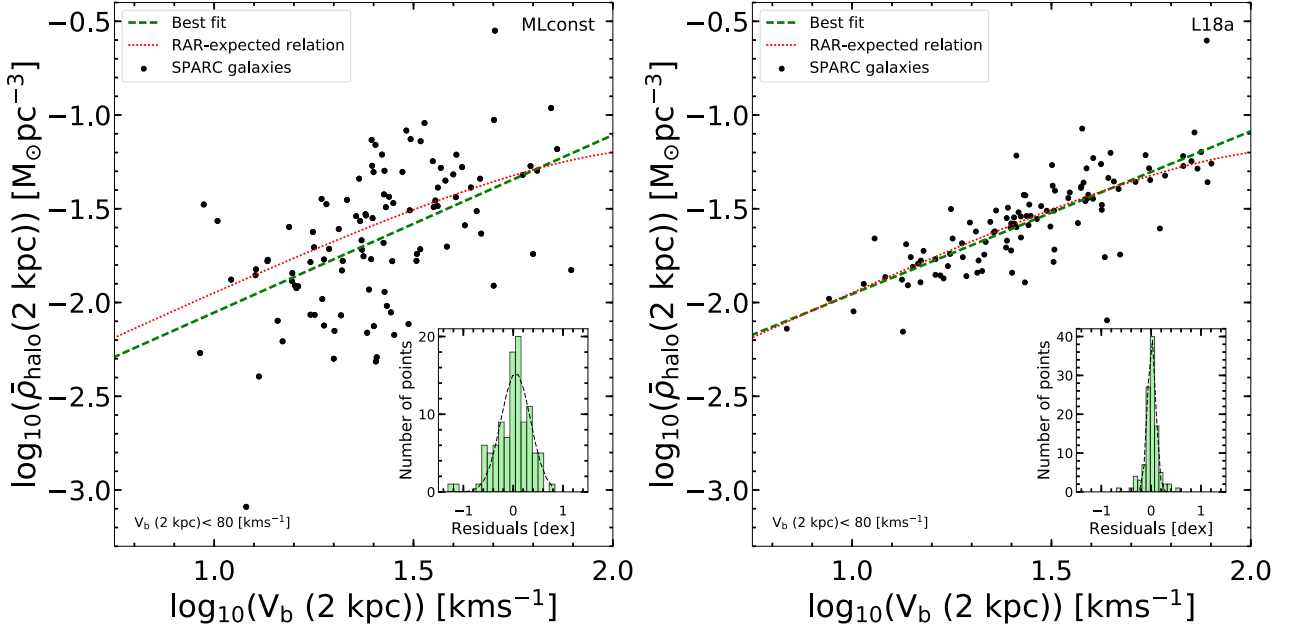 MLconst
Best fit
RAR-expected relation
SPARC galaxies
log₁₀(ρ̄halo(2 kpc)) [M⊙pc⁻³]
−0.5
−1.0
−1.5
−2.0
−2.5
−3.0
V_b (2 kpc)< 80 [kms⁻¹]
Number of points
20
10
0
−1 0 1
Residuals [dex]
1.0 1.5 2.0
log₁₀(V_b (2 kpc)) [kms⁻¹]
L18a
Best fit
RAR-expected relation
SPARC galaxies
log₁₀(ρ̄halo(2 kpc)) [M⊙pc⁻³]
−0.5
−1.0
−1.5
−2.0
−2.5
−3.0
V_b (2 kpc)< 80 [kms⁻¹]
Number of points
40
30
20
10
0
−1 0 1
Residuals [dex]
1.0 1.5 2.0
log₁₀(V_b (2 kpc)) [kms⁻¹]